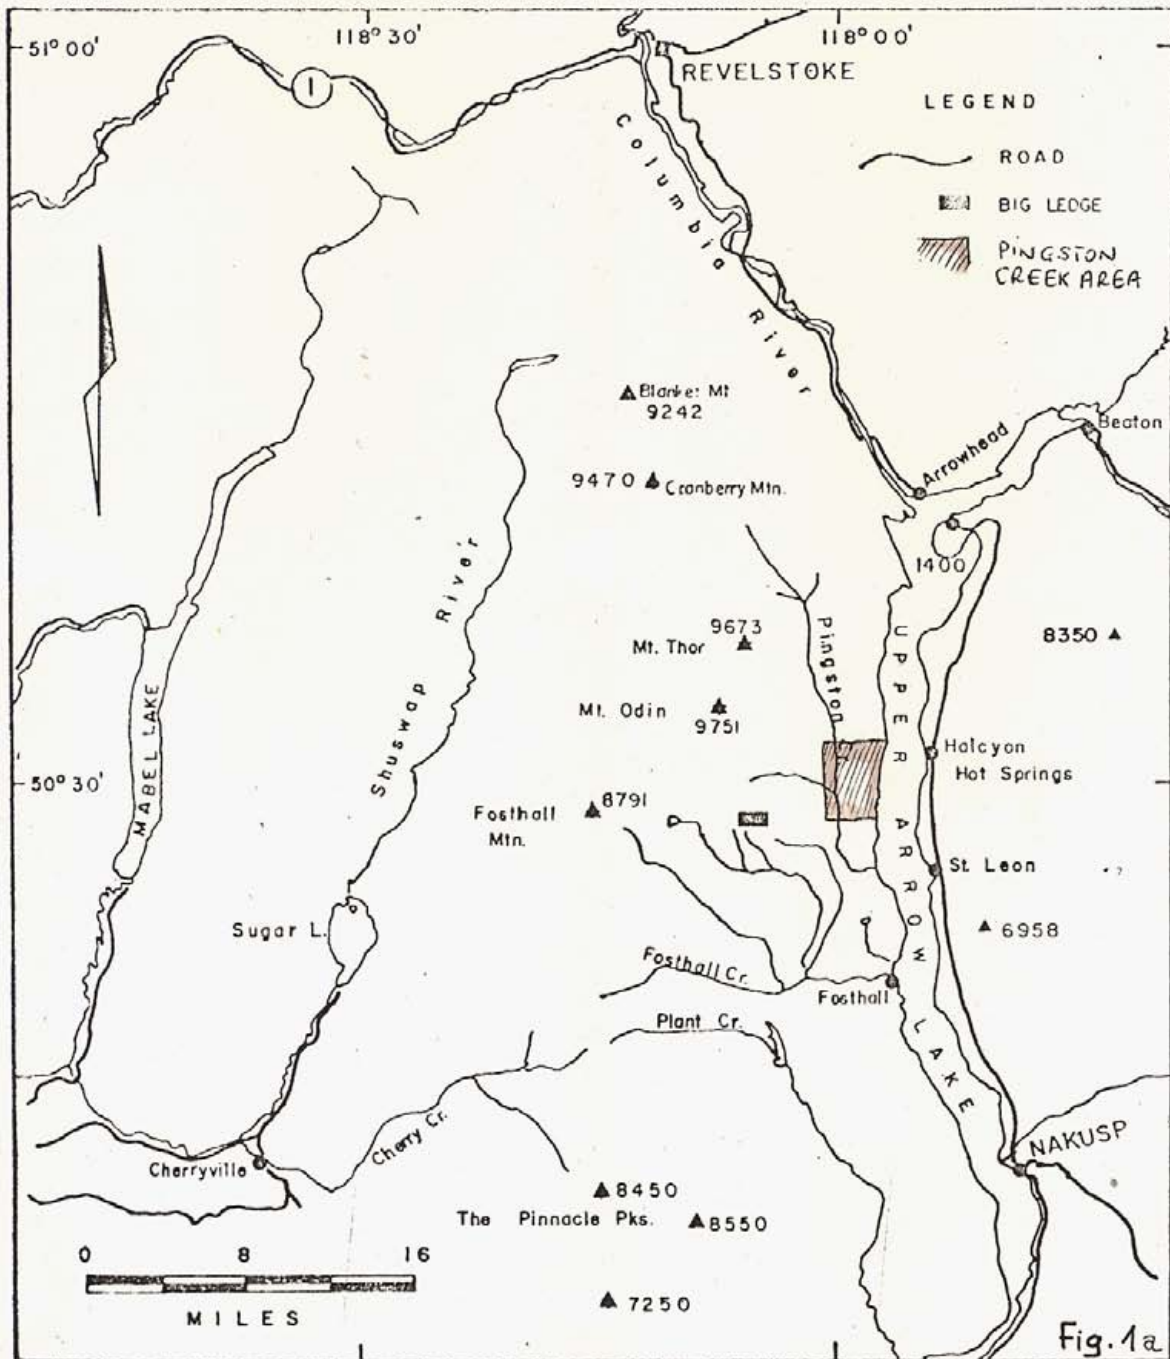 118° 30'
118° 00'
51° 00'
1
REVELSTOKE
LEGEND
ROAD
BIG LEDGE
PINGSTON
CREEK AREA
Columbia River
Blanket Mt
9242
9470
Cranberry Mtn.
Arrowhead
Beaton
1400
Shuswap River
Pingston
9673
Mt. Thor
8350
Mt. Odin
9751
UPPER ARROW LAKE
MABEL LAKE
Halcyon
Hot Springs
50° 30'
Fosthall
Mtn.
8791
St. Leon
6958
Sugar L.
Fosthall Cr.
Fosthall
Plant Cr.
Cherry Cr.
NAKUSP
Cherryville
8450
The Pinnacle Pks.
8550
0 8 16
MILES
7250
Fig. 1a